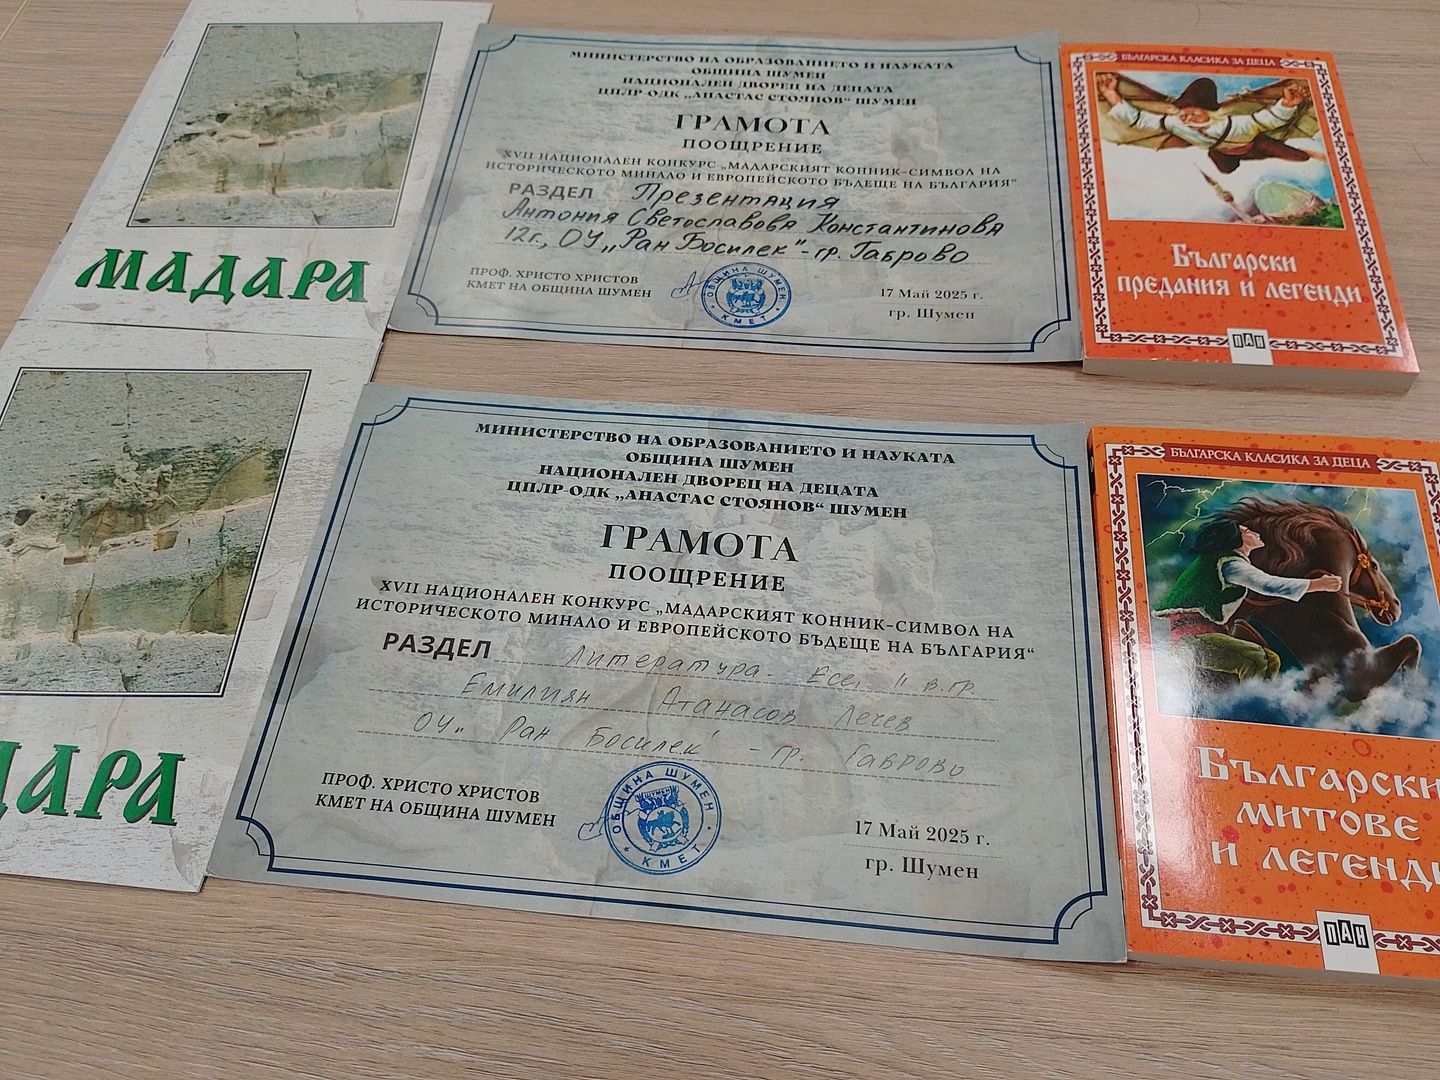 МАДАРА
МИНИСТЕРСТВО НА ОБРАЗОВАНИЕТО И НАУКАТА
ОБЩИНА ШУМЕН
НАЦИОНАЛЕН ДВОРЕЦ НА ДЕЦАТА
ЦПЛР-ОДК „АНАСТАС СТОЯНОВ“ ШУМЕН
ГРАМОТА
ПООЩРЕНИЕ
XVII НАЦИОНАЛЕН КОНКУРС „МАДАРСКИЯТ КОННИК-СИМВОЛ НА
ИСТОРИЧЕСКОТО МИНАЛО И ЕВРОПЕЙСКОТО БЪДЕЩЕ НА БЪЛГАРИЯ“
РАЗДЕЛ Презентация
Антония Светославова Константинова
12г., ОУ „Ран Босилек" - гр. Габрово
ПРОФ. ХРИСТО ХРИСТОВ
КМЕТ НА ОБЩИНА ШУМЕН
ОБЩИНА ШУМЕН
КМЕТ
17 Май 2025 г.
гр. Шумен
БЪЛГАРСКА КЛАСИКА ЗА ДЕЦА
Български
предания и легенди
ПАН
ДАРА
МИНИСТЕРСТВО НА ОБРАЗОВАНИЕТО И НАУКАТА
ОБЩИНА ШУМЕН
НАЦИОНАЛЕН ДВОРЕЦ НА ДЕЦАТА
ЦПЛР-ОДК „АНАСТАС СТОЯНОВ“ ШУМЕН
ГРАМОТА
ПООЩРЕНИЕ
XVII НАЦИОНАЛЕН КОНКУРС „МАДАРСКИЯТ КОННИК-СИМВОЛ НА
ИСТОРИЧЕСКОТО МИНАЛО И ЕВРОПЕЙСКОТО БЪДЕЩЕ НА БЪЛГАРИЯ“
РАЗДЕЛ Литература - Есе, II в.гр.
Емилиян Атанасов Лечев
ОУ „ Ран Босилек" - гр. Габрово
ПРОФ. ХРИСТО ХРИСТОВ
КМЕТ НА ОБЩИНА ШУМЕН
ОБЩИНА ШУМЕН
ШУМЕН
КМЕТ
17 Май 2025 г.
гр. Шумен
БЪЛГАРСКА КЛАСИКА ЗА ДЕЦА
Български
митове
и легенди
ПАН